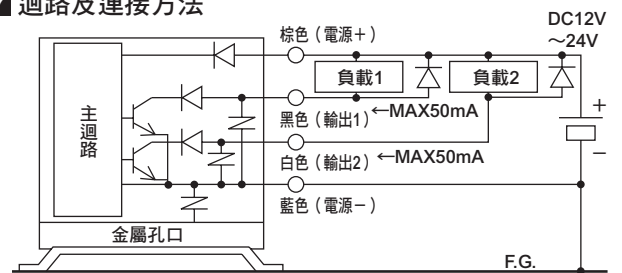 迴路及連接方法
DC12V
～24V
棕色（電源＋）
負載1
負載2
主迴路
黑色（輸出1）
←MAX50mA
＋
白色（輸出2）
←MAX50mA
－
藍色（電源－）
金屬孔口
F.G.